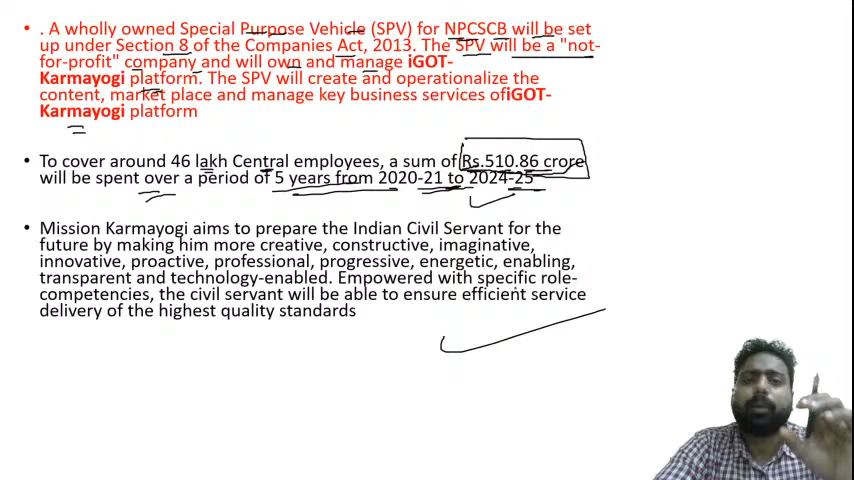 • . A wholly owned Special Purpose Vehicle (SPV) for NPCSCB will be set
up under Section 8 of the Companies Act, 2013. The SPV will be a "not-
for-profit" company and will own and manage iGOT-
Karmayogi platform. The SPV will create and operationalize the
content, market place and manage key business services ofiGOT-
Karmayogi platform
• To cover around 46 lakh Central employees, a sum of Rs.510.86 crore
will be spent over a period of 5 years from 2020-21 to 2024-25
• Mission Karmayogi aims to prepare the Indian Civil Servant for the
future by making him more creative, constructive, imaginative,
innovative, proactive, professional, progressive, energetic, enabling,
transparent and technology-enabled. Empowered with specific role-
competencies, the civil servant will be able to ensure efficient service
delivery of the highest quality standards